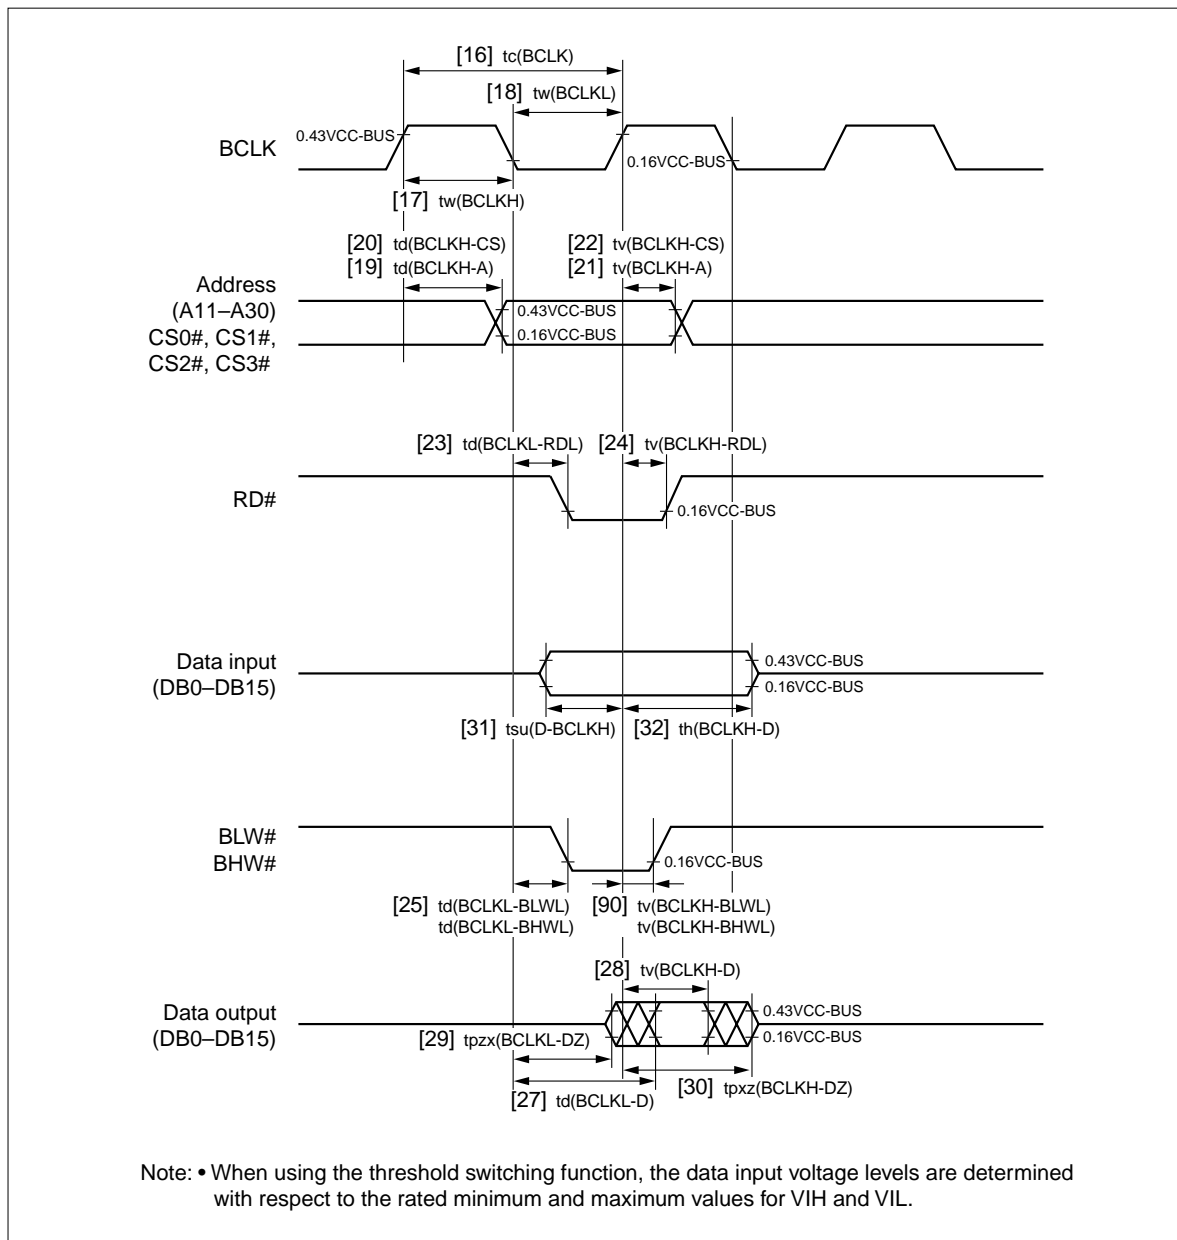 [16] tc(BCLK)
[18] tw(BCLKL)
0.43VCC-BUS
BCLK
0.16VCC-BUS
[17] tw(BCLKH)
[20] td(BCLKH-CS)
[22] tv(BCLKH-CS)
[19] td(BCLKH-A)
[21] tv(BCLKH-A)
Address
(A11–A30)
CS0#, CS1#,
CS2#, CS3#
0.43VCC-BUS
0.16VCC-BUS
[23] td(BCLKL-RDL)
[24] tv(BCLKH-RDL)
RD#
0.16VCC-BUS
Data input
(DB0–DB15)
0.43VCC-BUS
0.16VCC-BUS
[31] tsu(D-BCLKH)
[32] th(BCLKH-D)
BLW#
BHW#
0.16VCC-BUS
[25] td(BCLKL-BLWL)
td(BCLKL-BHWL)
[90] tv(BCLKH-BLWL)
tv(BCLKH-BHWL)
[28] tv(BCLKH-D)
Data output
(DB0–DB15)
0.43VCC-BUS
0.16VCC-BUS
[29] tpzx(BCLKL-DZ)
[30] tpxz(BCLKH-DZ)
[27] td(BCLKL-D)
Note: • When using the threshold switching function, the data input voltage levels are determined
with respect to the rated minimum and maximum values for VIH and VIL.